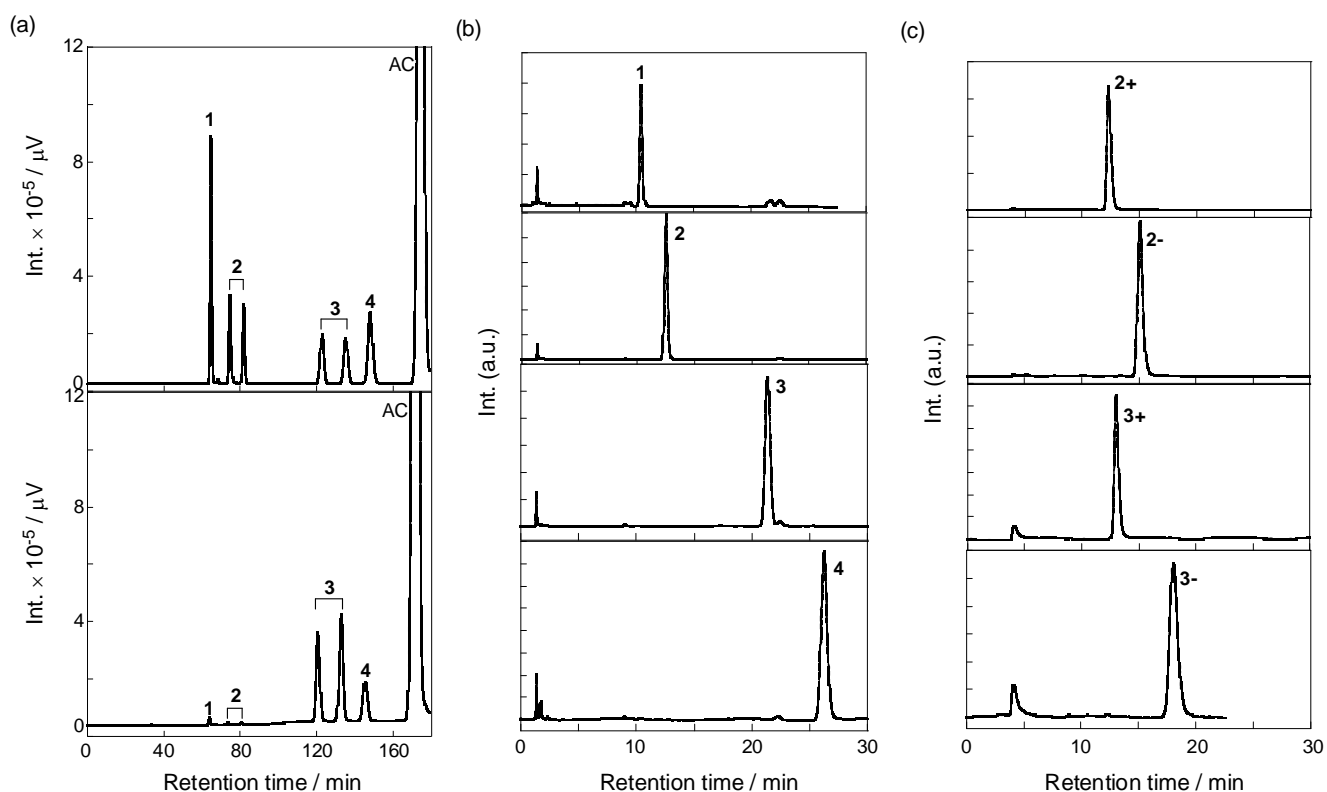 (a)
12
8
4
0
Int. × 10-5 / μV
1
2
3
4
AC
12
8
4
0
Int. × 10-5 / μV
1
2
3
4
AC
0 40 80 120 160
Retention time / min
(b)
Int. (a.u.)
1
2
3
4
0 10 20 30
Retention time / min
(c)
Int. (a.u.)
2+
2-
3+
3-
0 10 20 30
Retention time / min